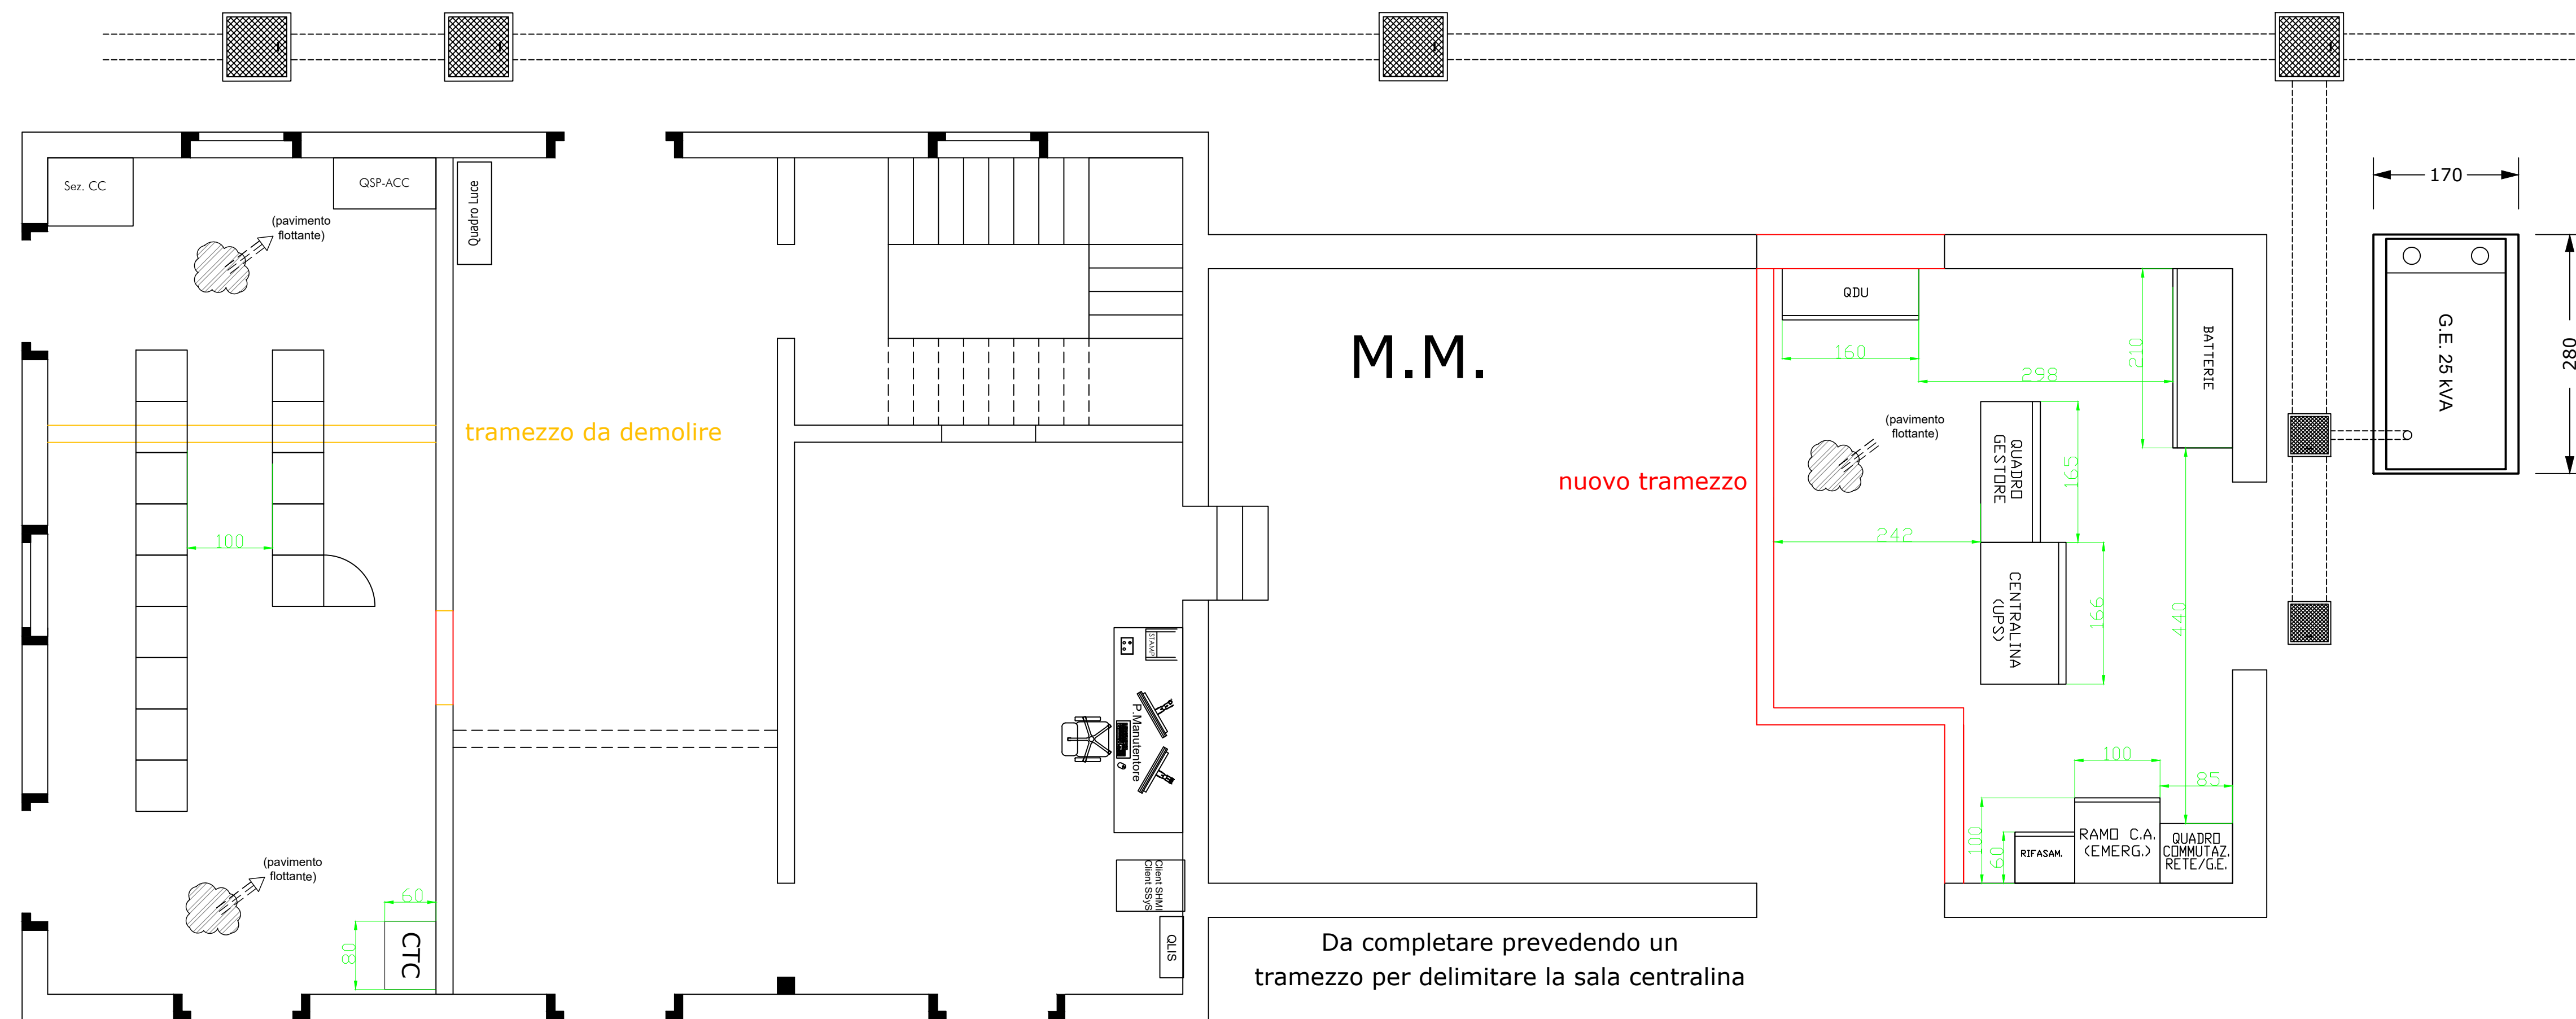 170
Sez. CC
QSP-ACC
Quadro Luce
(pavimento
flottante)
QDU
BATTERIE
210
G.E. 25 kVA
280
M.M.
160
298
tramezzo da demolire
(pavimento
flottante)
QUADRO
GESTORE
165
nuovo tramezzo
100
242
CENTRALINA
(UPS)
166
440
STAMP
P.Manutentore
100
85
100
60
RIFASAM.
RAMO C.A.
(EMERG.)
QUADRO
COMMUTAZ.
RETE/G.E.
(pavimento
flottante)
60
80
CTC
Client SHMI
Client SSyS
QLIS
Da completare prevedendo un
tramezzo per delimitare la sala centralina